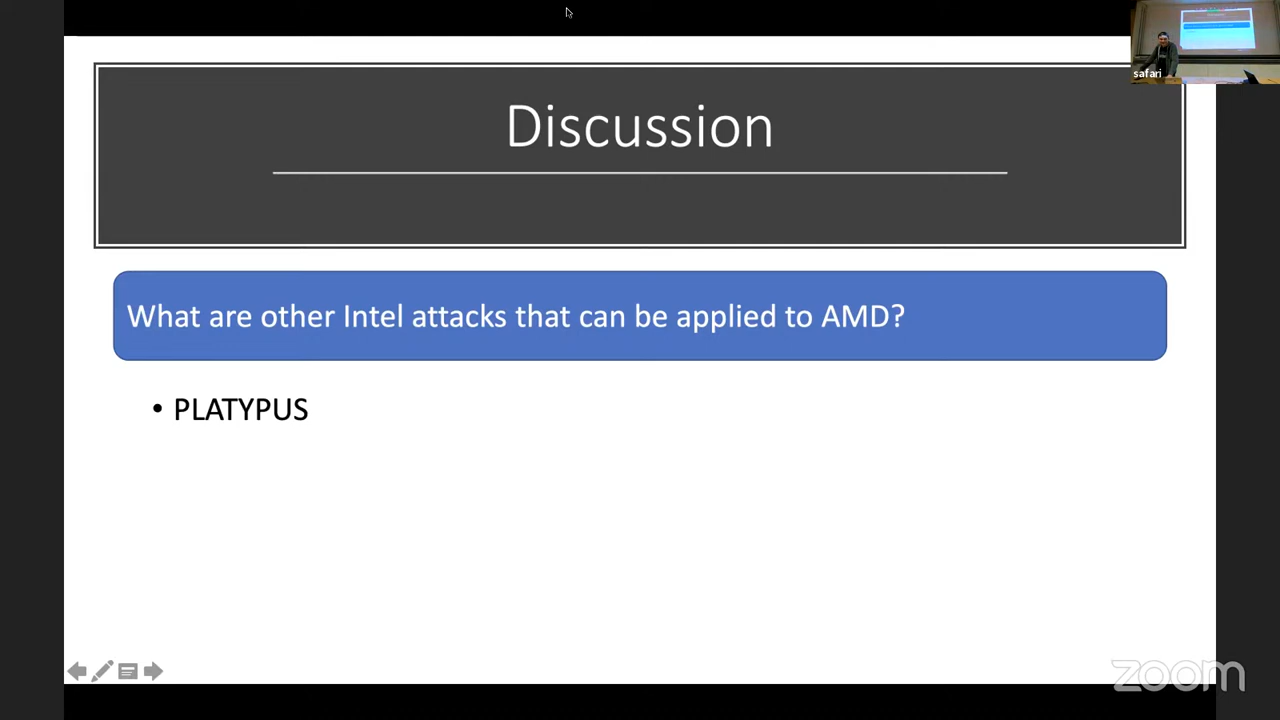 safari
Discussion
What are other Intel attacks that can be applied to AMD?
• PLATYPUS
zoom